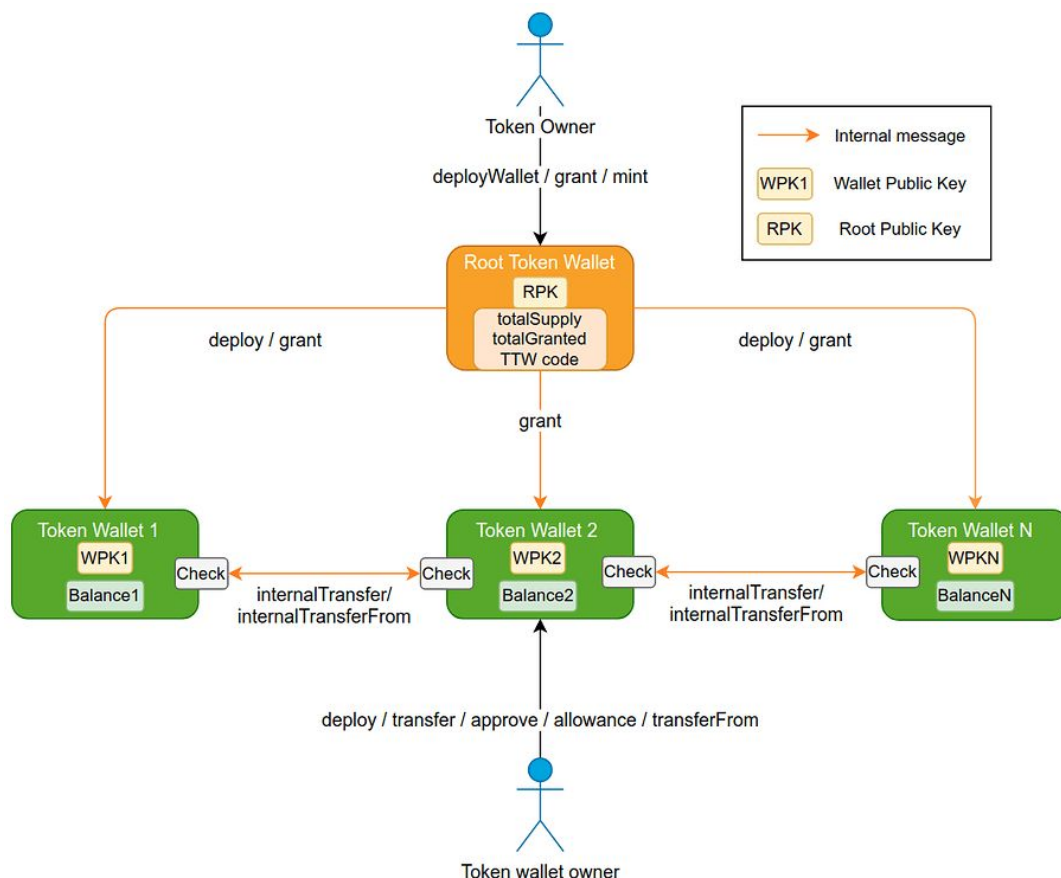 Token Owner
deployWallet / grant / mint
Internal message
WPK1
Wallet Public Key
RPK
Root Public Key
Root Token Wallet
RPK
totalSupply
totalGranted
TTW code
deploy / grant
deploy / grant
grant
Token Wallet 1
WPK1
Balance1
Check
internalTransfer/
internalTransferFrom
Check
Token Wallet 2
WPK2
Balance2
Check
internalTransfer/
internalTransferFrom
Check
Token Wallet N
WPKN
BalanceN
deploy / transfer / approve / allowance / transferFrom
Token wallet owner